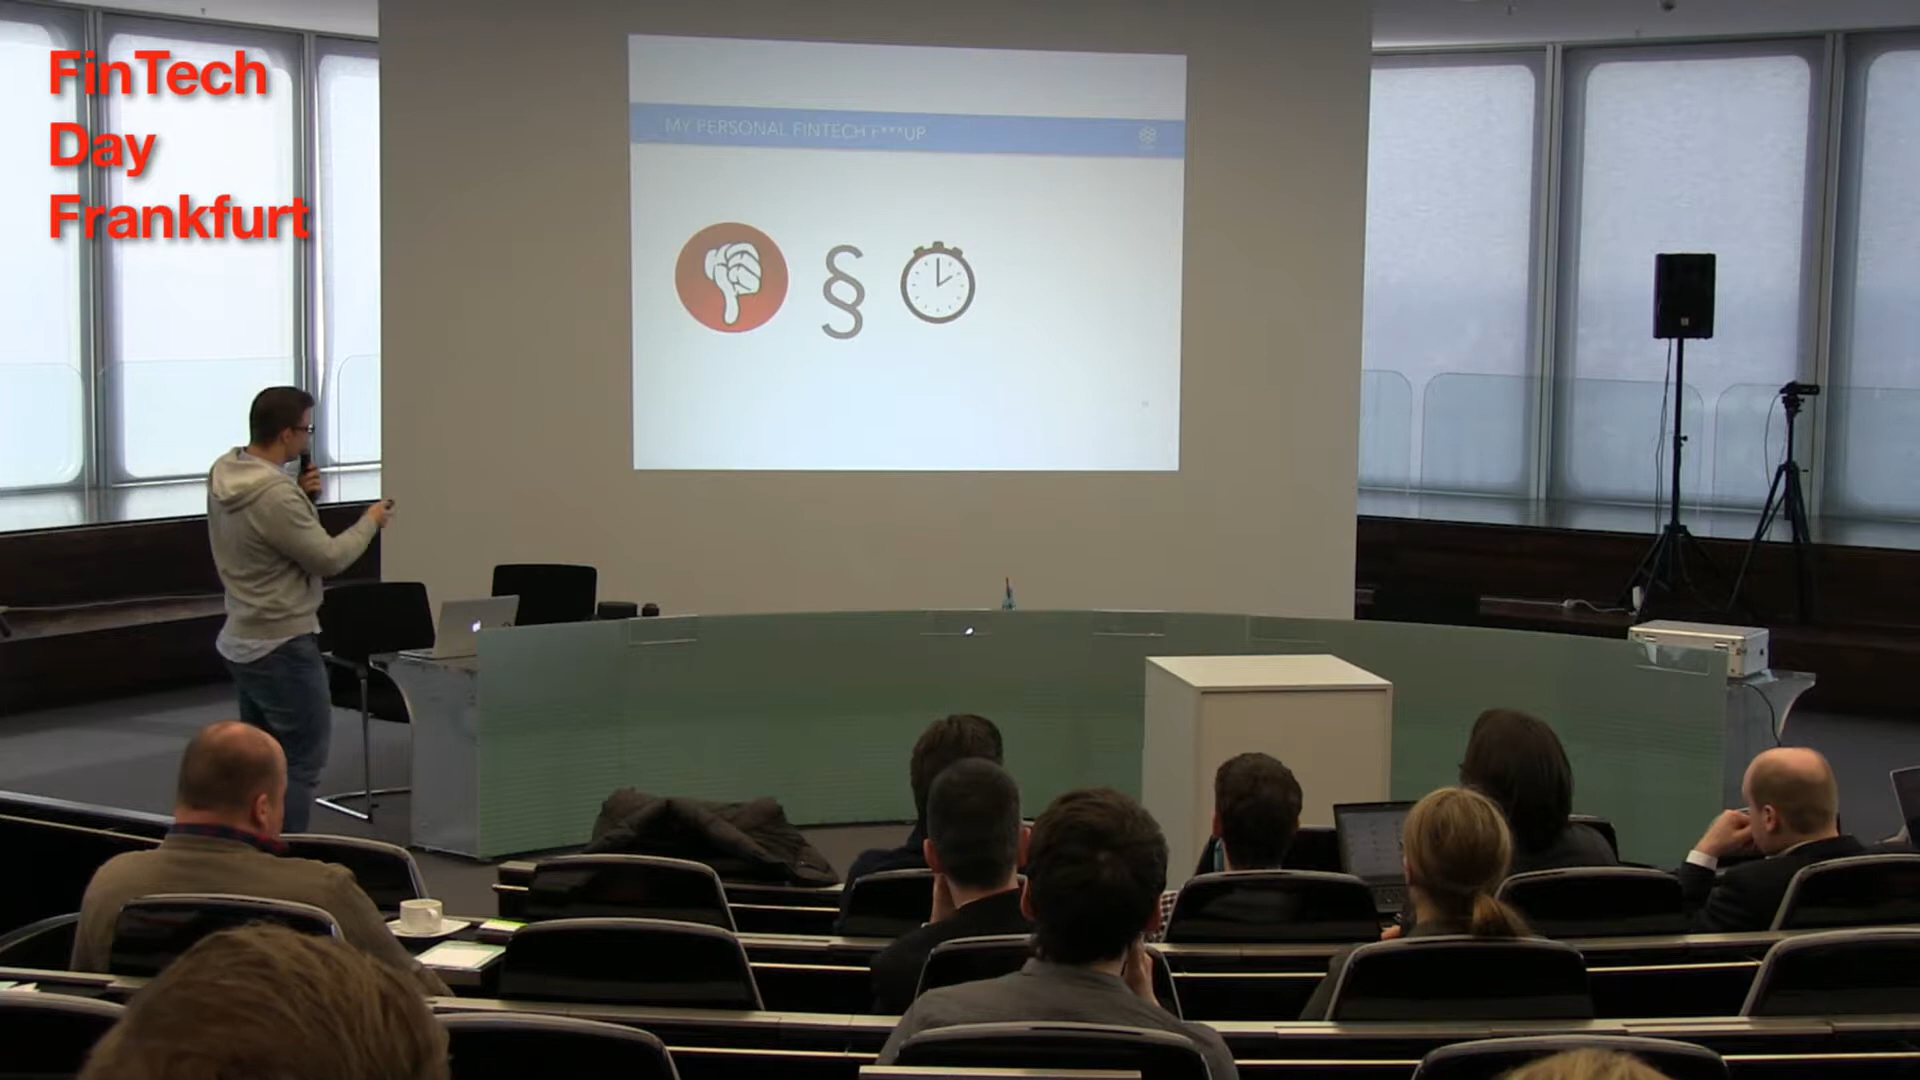 FinTech
Day
Frankfurt
MY PERSONAL FINTECH F***UP
§